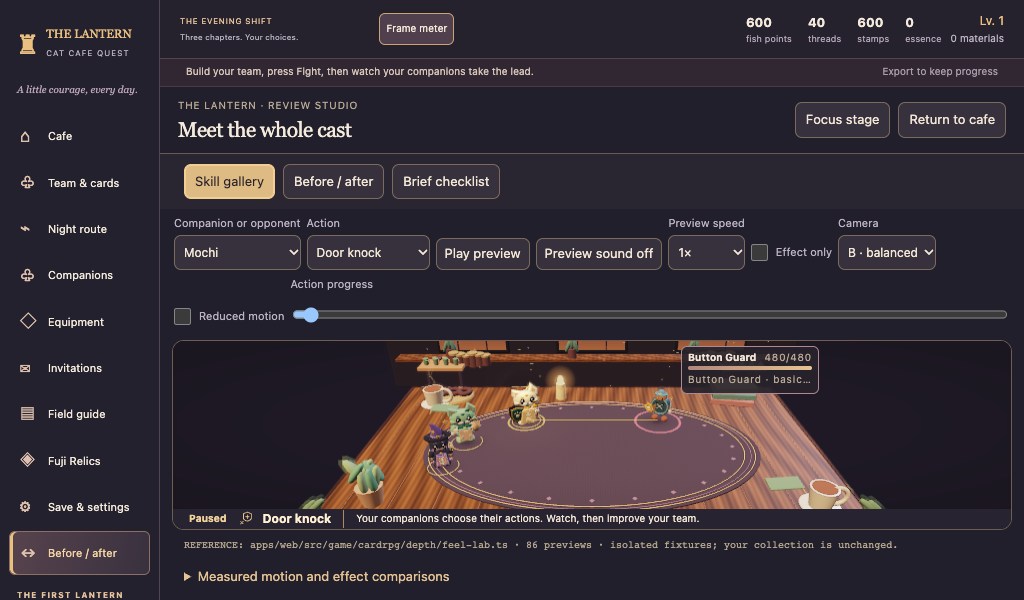 THE LANTERN
CAT CAFE QUEST
A little courage, every day.
Cafe
Team & cards
Night route
Companions
Equipment
Invitations
Field guide
Fuji Relics
Save & settings
Before / after
THE FIRST LANTERN
THE EVENING SHIFT
Three chapters. Your choices.
Frame meter
600 fish points
40 threads
600 stamps
0 essence
Lv. 1
0 materials
Build your team, press Fight, then watch your companions take the lead.
Export to keep progress
THE LANTERN · REVIEW STUDIO
Meet the whole cast
Focus stage
Return to cafe
Skill gallery
Before / after
Brief checklist
Companion or opponent
Mochi
Action
Door knock
Play preview
Preview sound off
Preview speed
1×
Effect only
Camera
B · balanced
Action progress
Reduced motion
Button Guard 480/480
Button Guard · basic...
Paused
Door knock
Your companions choose their actions. Watch, then improve your team.
REFERENCE: apps/web/src/game/cardrpg/depth/feel-lab.ts · 86 previews · isolated fixtures; your collection is unchanged.
Measured motion and effect comparisons